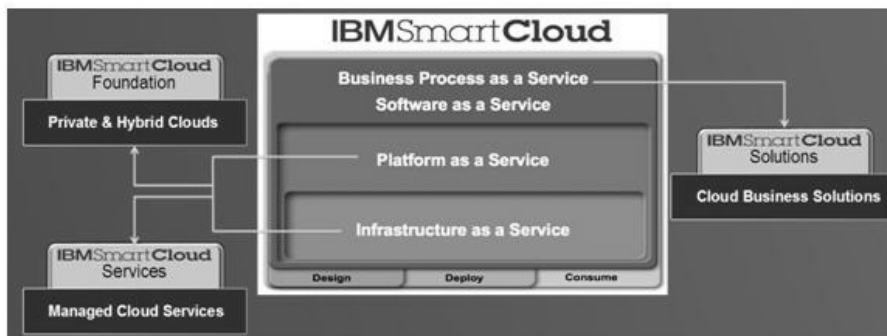 IBMSmartCloud
Business Process as a Service
Software as a Service
Platform as a Service
Infrastructure as a Service
Design
Deploy
Consume
IBMSmartCloud
Foundation
Private & Hybrid Clouds
IBMSmartCloud
Services
Managed Cloud Services
IBMSmartCloud
Solutions
Cloud Business Solutions